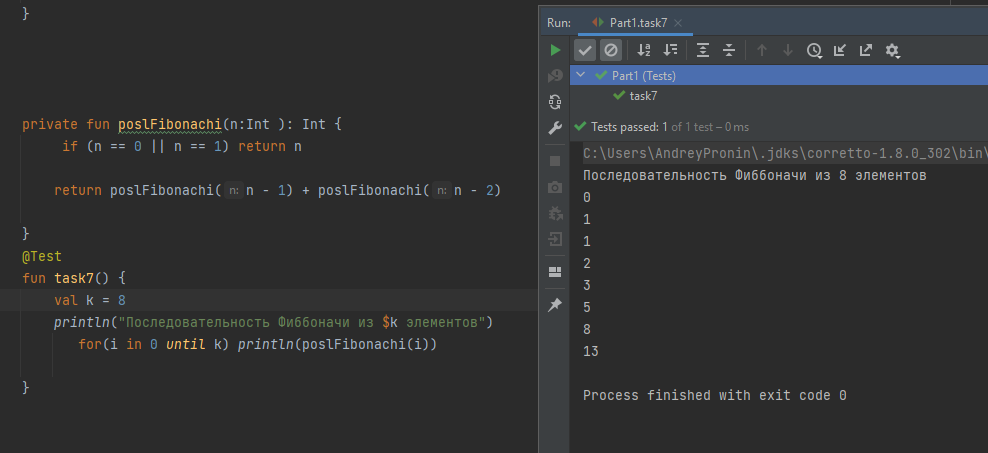 }
private fun poslFibonachi(n:Int ): Int {
if (n == 0 || n == 1) return n
return poslFibonachi( n: n - 1) + poslFibonachi( n: n - 2)
}
@Test
fun task7() {
val k = 8
println("Последовательность Фиббоначи из $k элементов")
for(i in 0 until k) println(poslFibonachi(i))
}
Run: Part1.task7 ×
Part1 (Tests)
task7
Tests passed: 1 of 1 test – 0 ms
C:\Users\AndreyPronin\.jdks\corretto-1.8.0_302\bin\
Последовательность Фиббоначи из 8 элементов
0
1
1
2
3
5
8
13
Process finished with exit code 0